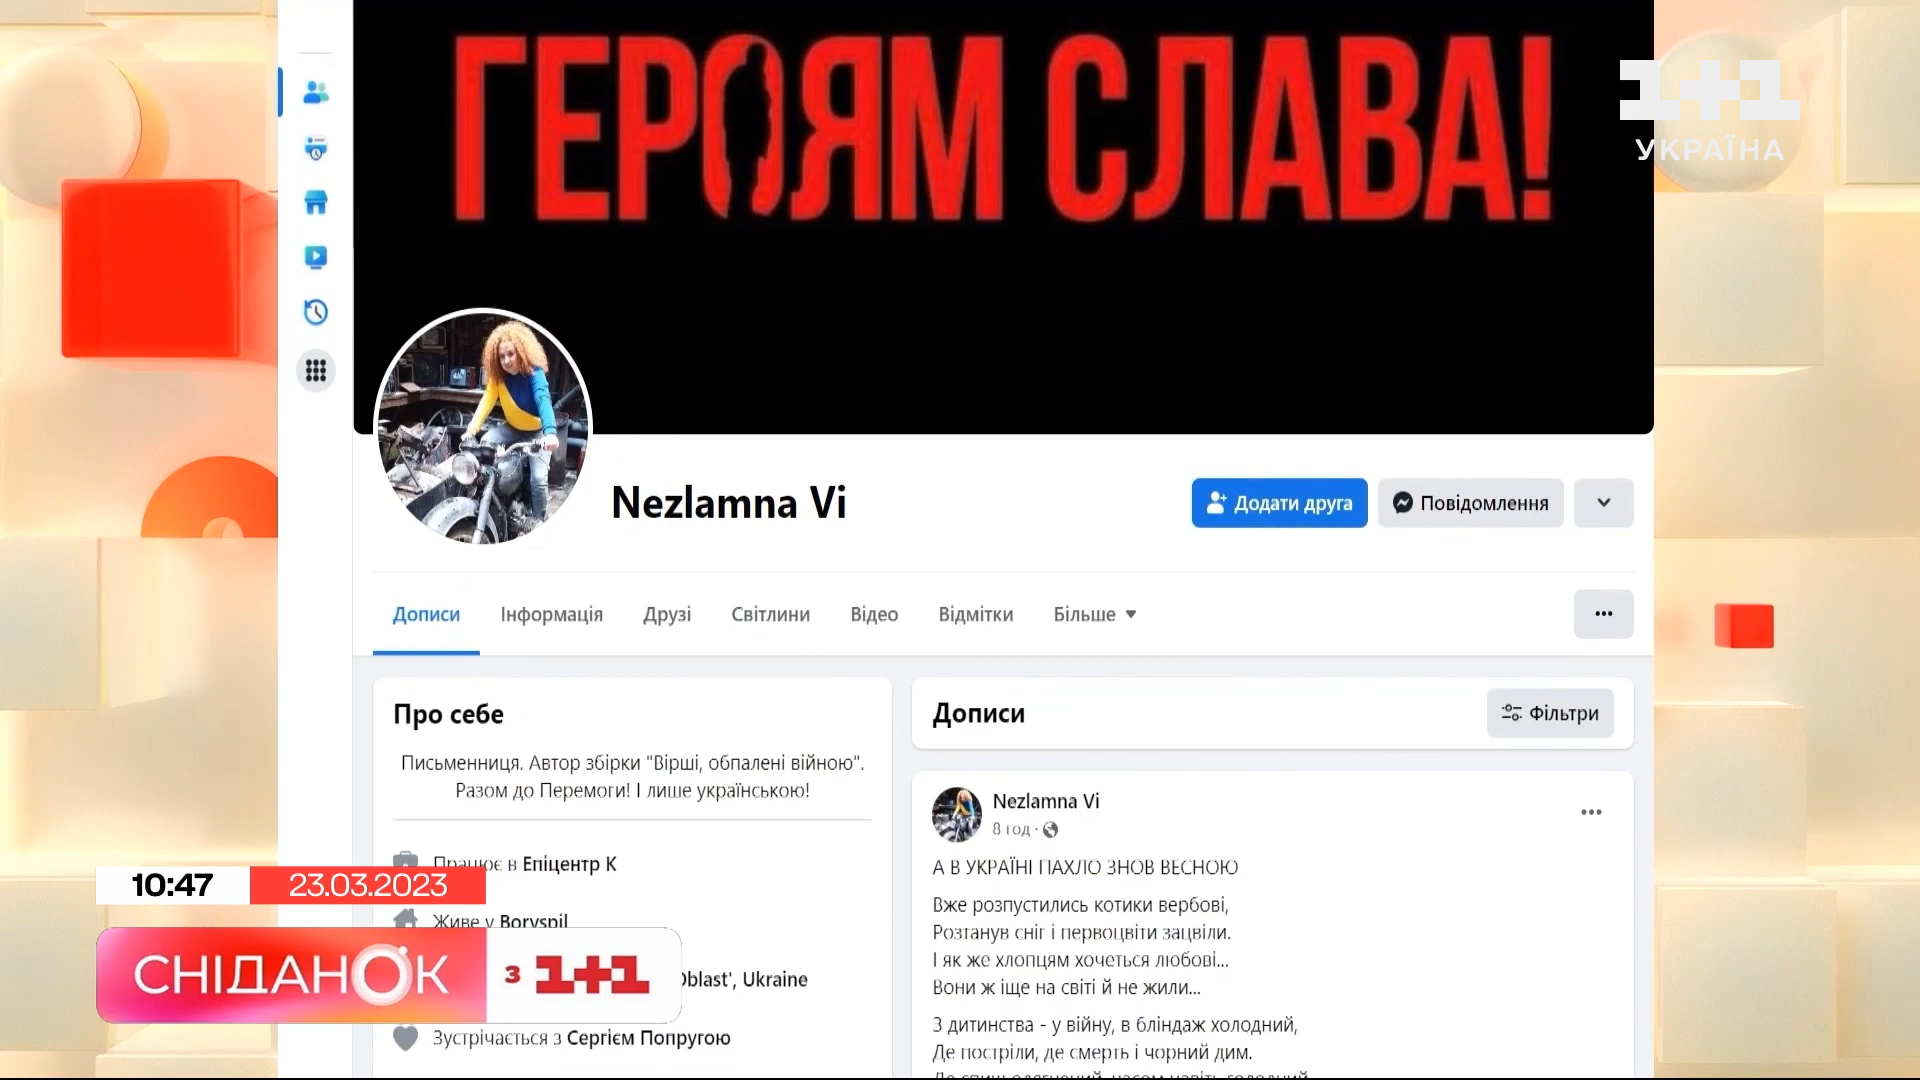 ГЕРОЯМ СЛАВА!
1+1
УКРАЇНА
Nezlamna Vi
Додати друга
Повідомлення
Дописи Інформація Друзі Світлини Відео Відмітки Більше
Про себе
Письменниця. Автор збірки "Вірші, обпалені війною".
Разом до Перемоги! І лише українською!
Працює в Епіцентр К
Живе у Boryspil
Oblast', Ukraine
Зустрічається з Сергієм Попругою
Дописи
Фільтри
Nezlamna Vi
8 год
А В УКРАЇНІ ПАХЛО ЗНОВ ВЕСНОЮ
Вже розпустились котики вербові,
Розтанув сніг і первоцвіти зацвіли.
І як же хлопцям хочеться любові...
Вони ж іще на світі й не жили...
З дитинства - у війну, в бліндаж холодний,
Де постріли, де смерть і чорний дим.
10:47 23.03.2023
СНІДАНОК З 1+1